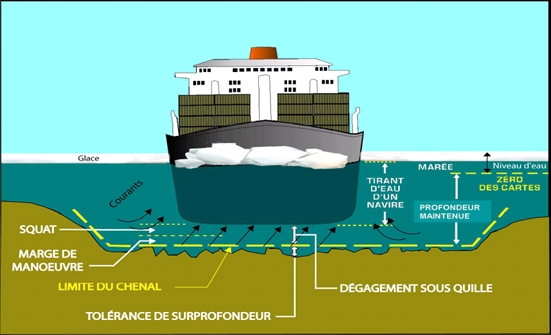 Glace
MARÉE
Niveau d'eau
ZÉRO
DES CARTES
TIRANT
D'EAU
D'UN
NAVIRE
Courants
PROFONDEUR
MAINTENUE
SQUAT
MARGE DE
MANOEUVRE
LIMITE DU CHENAL
DÉGAGEMENT SOUS QUILLE
TOLÉRANCE DE SURPROFONDEUR